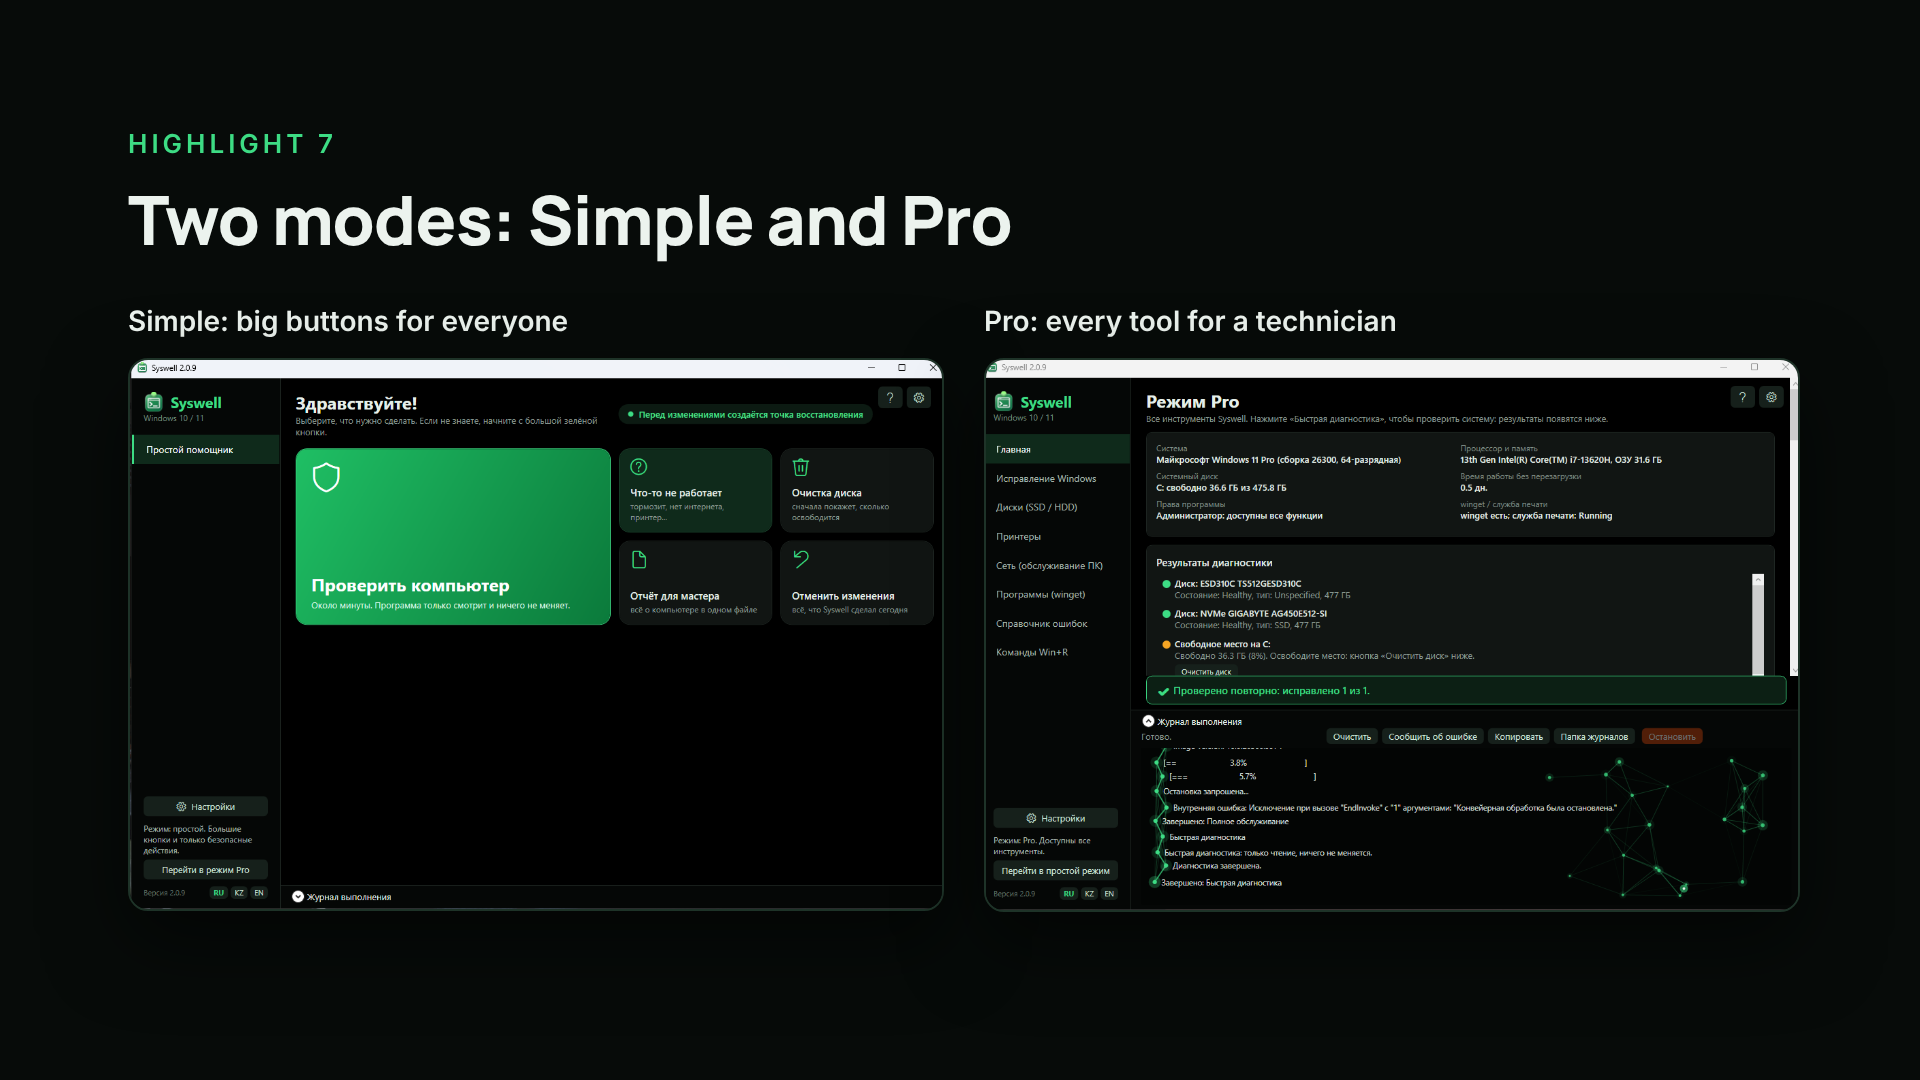 HIGHLIGHT 7
Two modes: Simple and Pro
Simple: big buttons for everyone
Syswell 2.0.9
Syswell
Windows 10 / 11
Простой помощник
Здравствуйте!
Выберите, что нужно сделать. Если не знаете, начните с большой зелёной
кнопки.
Перед изменениями создаётся точка восстановления
?
Проверить компьютер
Около минуты. Программа только смотрит и ничего не меняет.
Что-то не работает
тормозит, нет интернета,
принтер...
Очистка диска
сначала покажет, сколько
освободится
Отчёт для мастера
всё о компьютере в одном файле
Отменить изменения
всё, что Syswell сделал сегодня
Настройки
Режим: простой. Большие
кнопки и только безопасные
действия.
Перейти в режим Pro
Версия 2.0.9
RU KZ EN
Журнал выполнения
Pro: every tool for a technician
Syswell 2.0.9
Syswell
Windows 10 / 11
Главная
Исправление Windows
Диски (SSD / HDD)
Принтеры
Сеть (обслуживание ПК)
Программы (winget)
Справочник ошибок
Команды Win+R
Настройки
Режим: Pro. Доступны все
инструменты.
Перейти в простой режим
Версия 2.0.9
RU KZ EN
Режим Pro
Все инструменты Syswell. Нажмите «Быстрая диагностика», чтобы проверить систему: результаты появятся ниже.
?
Система
Майкрософт Windows 11 Pro (сборка 26300, 64-разрядная)
Процессор и память
13th Gen Intel(R) Core(TM) i7-13620H, ОЗУ 31.6 ГБ
Системный диск
C: свободно 36.6 ГБ из 475.8 ГБ
Время работы без перезагрузки
0.5 дн.
Права программы
Администратор: доступны все функции
winget / служба печати
winget есть; служба печати: Running
Результаты диагностики
Диск: ESD310C TS512GESD310C
Состояние: Healthy, тип: Unspecified, 477 ГБ
Диск: NVMe GIGABYTE AG450E512-SI
Состояние: Healthy, тип: SSD, 477 ГБ
Свободное место на C:
Свободно 36.3 ГБ (8%). Освободите место: кнопка «Очистить диск» ниже.
Очистить диск
Проверено повторно: исправлено 1 из 1.
Журнал выполнения
Готово.
Очистить
Сообщить об ошибке
Копировать
Папка журналов
Остановить
[== 3.8% ]
[=== 5.7% ]
Остановка запрошена...
Внутренняя ошибка: Исключение при вызове "EndInvoke" с "1" аргументами: "Конвейерная обработка была остановлена."
Завершено: Полное обслуживание
Быстрая диагностика
Быстрая диагностика: только чтение, ничего не меняется.
Диагностика завершена.
Завершено: Быстрая диагностика